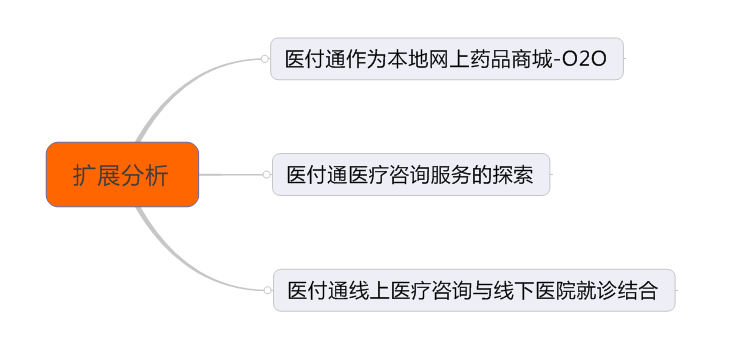 医付通作为本地网上药品商城-O2O
扩展分析
医付通医疗咨询服务的探索
医付通线上医疗咨询与线下医院就诊结合